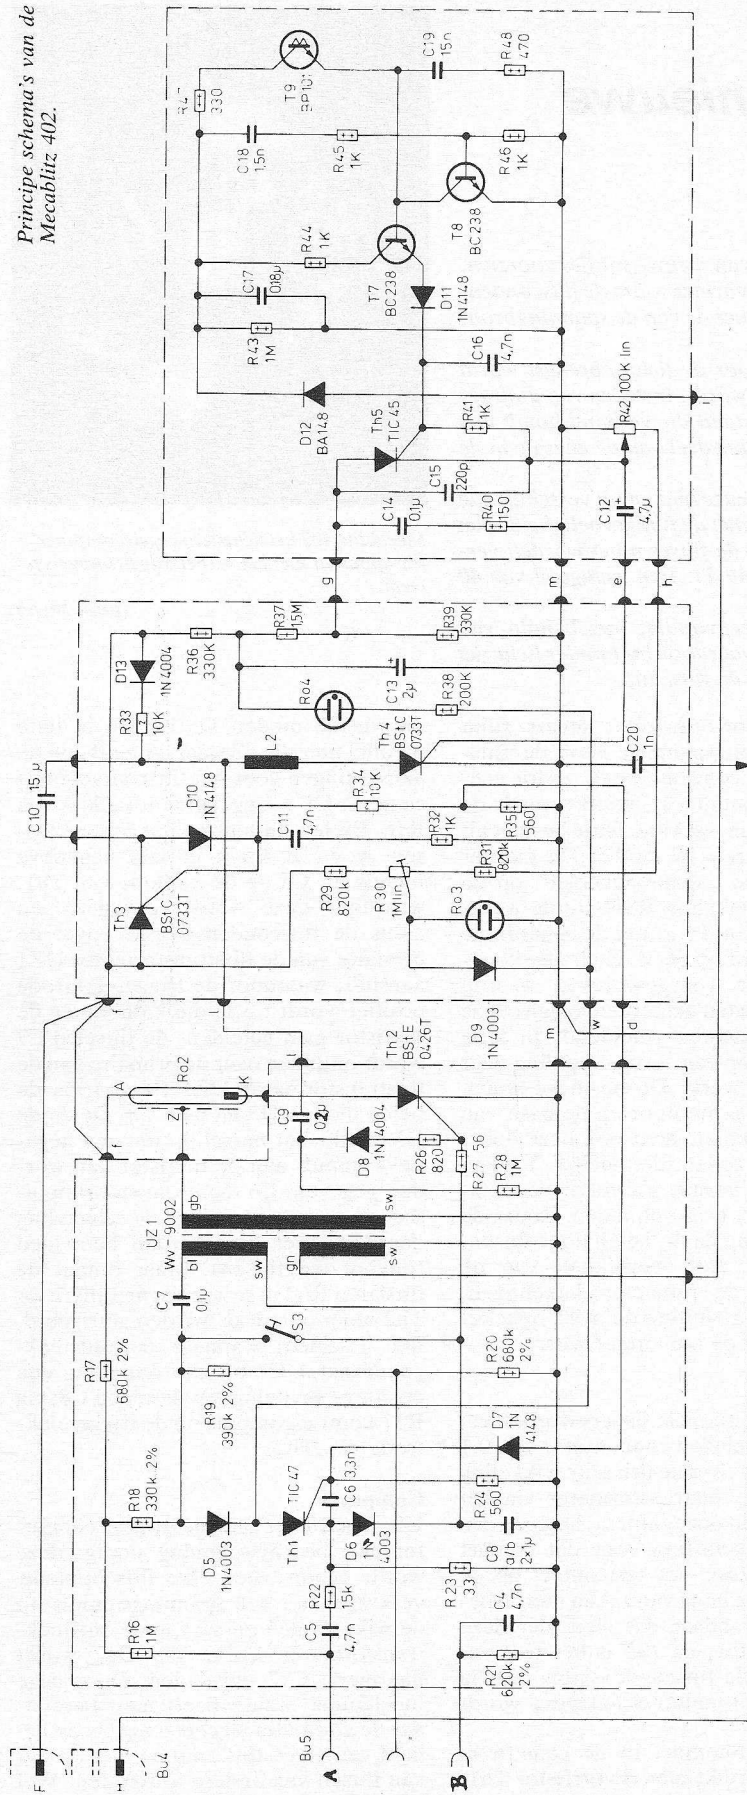 Principe schema's van de
Mecablitz 402.
T9
BP101
C19
15n
R48
470
330
C18
1,5n
R45
1K
R46
1K
R44
1K
T8
BC238
C17
0,18µ
T7
BC238
D11
1N4148
R43
1M
C16
4,7n
D12
BA148
Th5
TIC45
R41
1K
R42 100K lin
C15
220p
C14
0,1µ
R40
150
C12
4,7µ
+
i
g
m
e
h
D13
1N4004
R36
330K
R37
1,5M
R39
330K
R33
10K
Ro4
C13
2µ
+
R38
200K
C10
15 µ
L2
Th4
BStC
0733T
C20
1n
D10
1N4148
R34
10K
C11
4,7n
R32
1K
R35
560
Th3
BStC
0733T
R29
820k
R30
1Mlin
R31
820k
Ro3
D9
1N4003
f
l
m
w
d
Th2
BStE
0426T
f
A
Ro2
Z
K
l
C9
0,2µ
D8
1N4004
R26
820
R27
56
R28
1M
UZ1
Wv-9002
gb
sw
bl
sw
gn
sw
i
C7
0,1µ
S3
R17
680k 2%
R19
390k 2%
R20
680k
2%
D7
1N
4148
R18
330k 2%
D5
1N4003
TIC47
Th1
C6
3,3n
R24
560
D6
1N
4003
C8
a/b
2×1µ
R16
1M
R22
1,5k
R23
33
C5
4,7n
C4
4,7n
R21
620k
2%
F
H
Bu4
Bu5
A
B